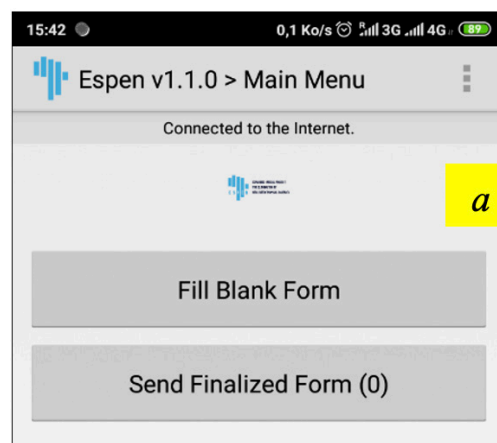 15:42 0,1 Ko/s R 3G 4G 89
Espen v1.1.0 > Main Menu
Connected to the Internet.
a
Fill Blank Form
Send Finalized Form (0)